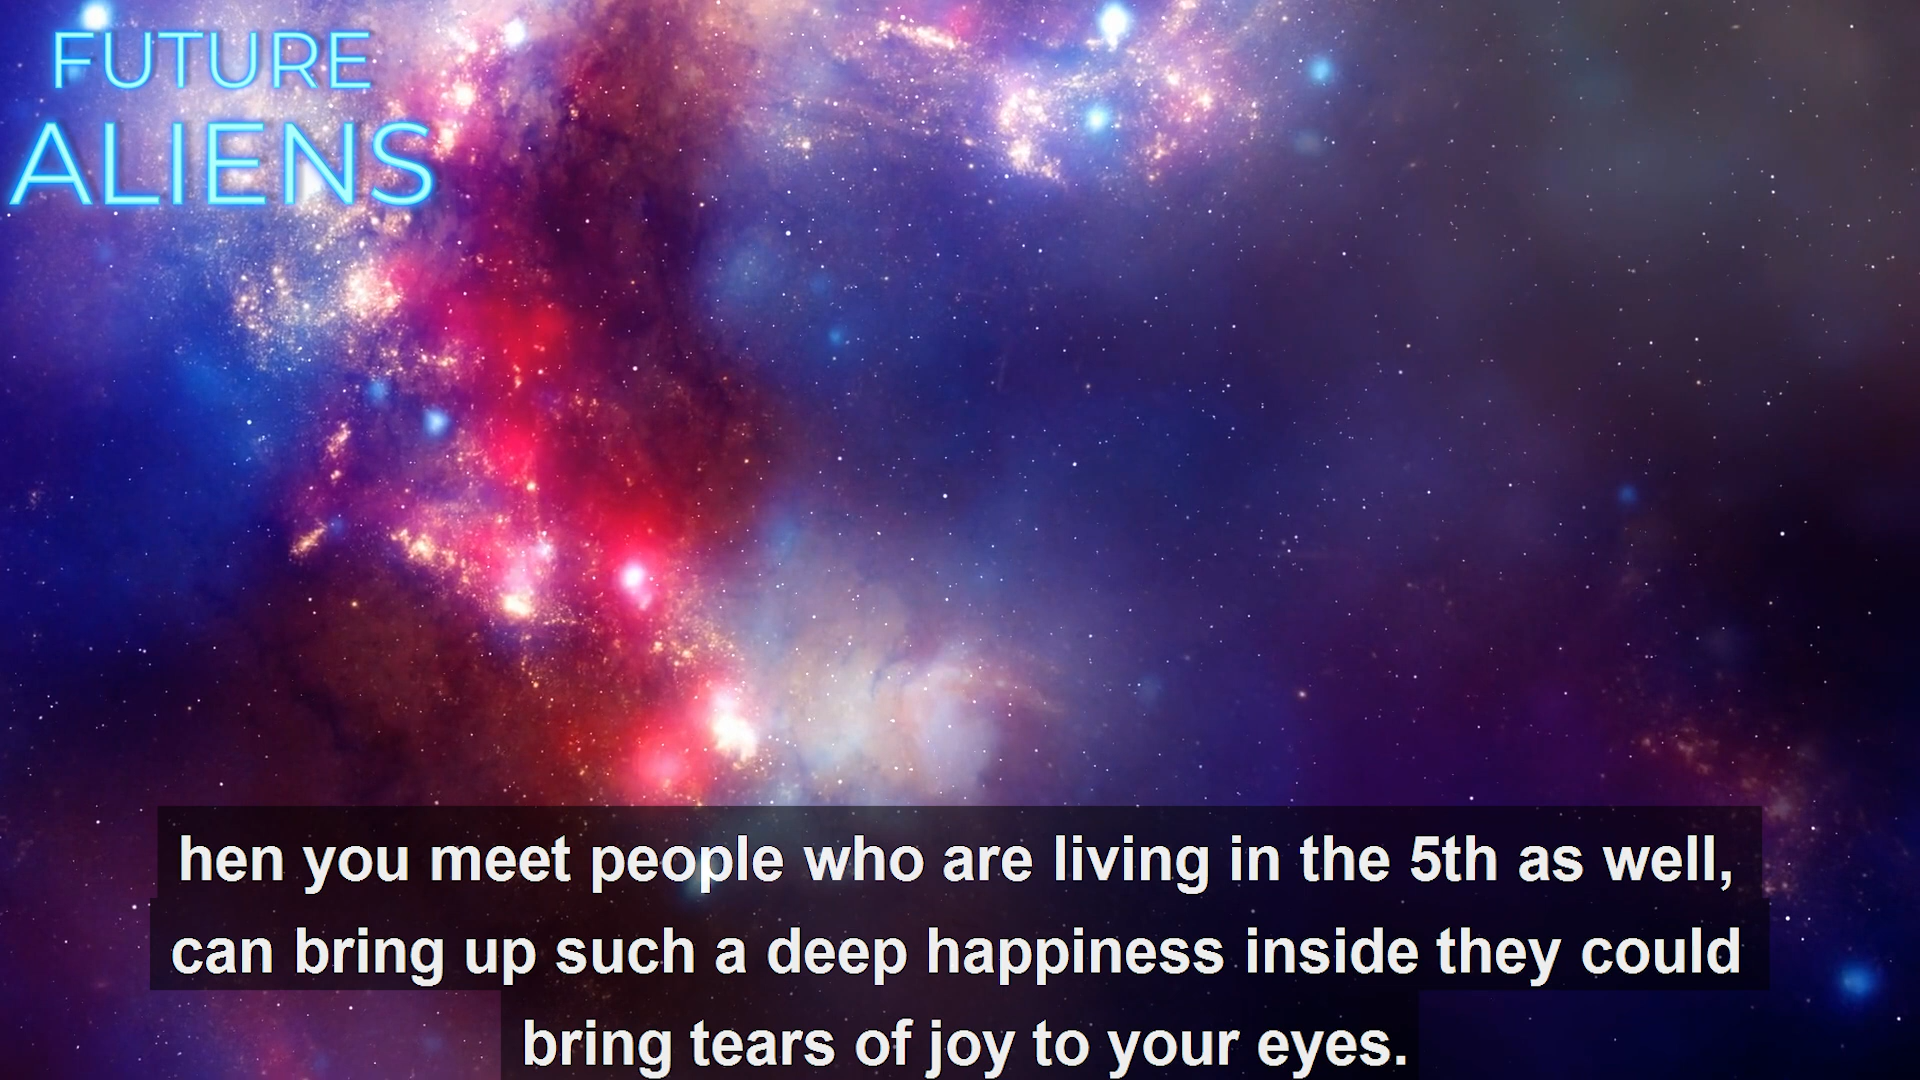 FUTURE
ALIENS
hen you meet people who are living in the 5th as well,
can bring up such a deep happiness inside they could
bring tears of joy to your eyes.